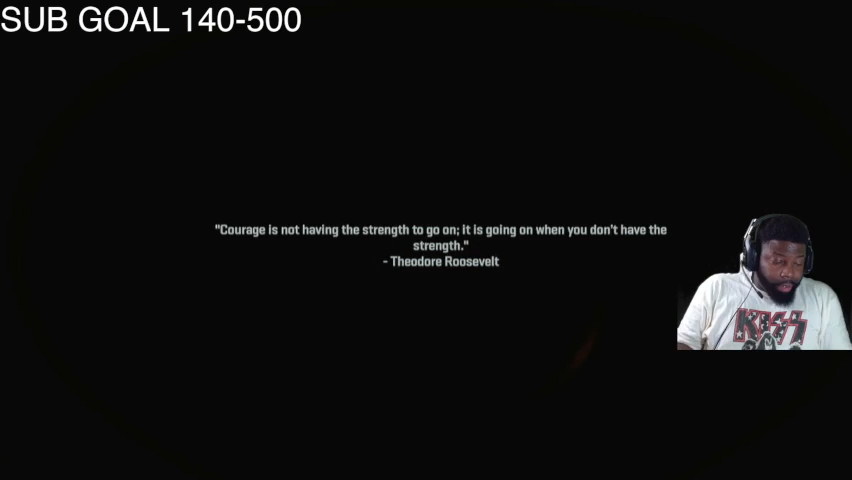 SUB GOAL 140-500
"Courage is not having the strength to go on; it is going on when you don't have the
strength."
- Theodore Roosevelt
KISS